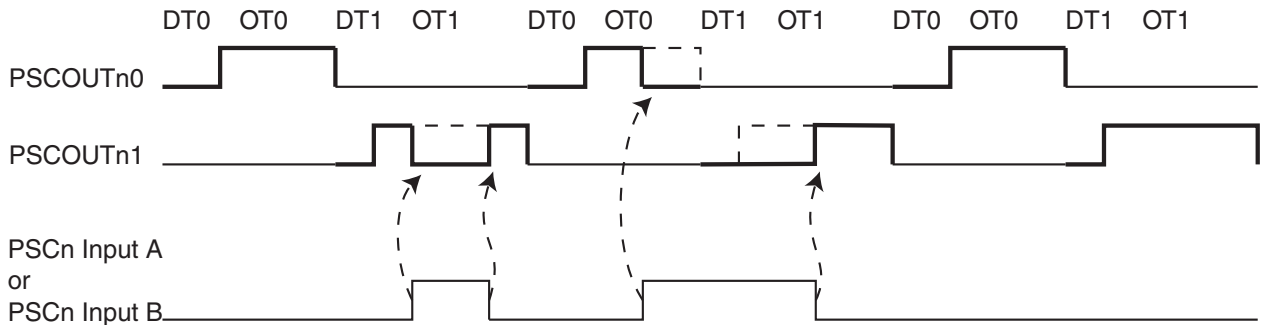 DT0 OT0 DT1 OT1 DT0 OT0 DT1 OT1 DT0 OT0 DT1 OT1
PSCOUTn0
PSCOUTn1
PSCn Input A
or
PSCn Input B